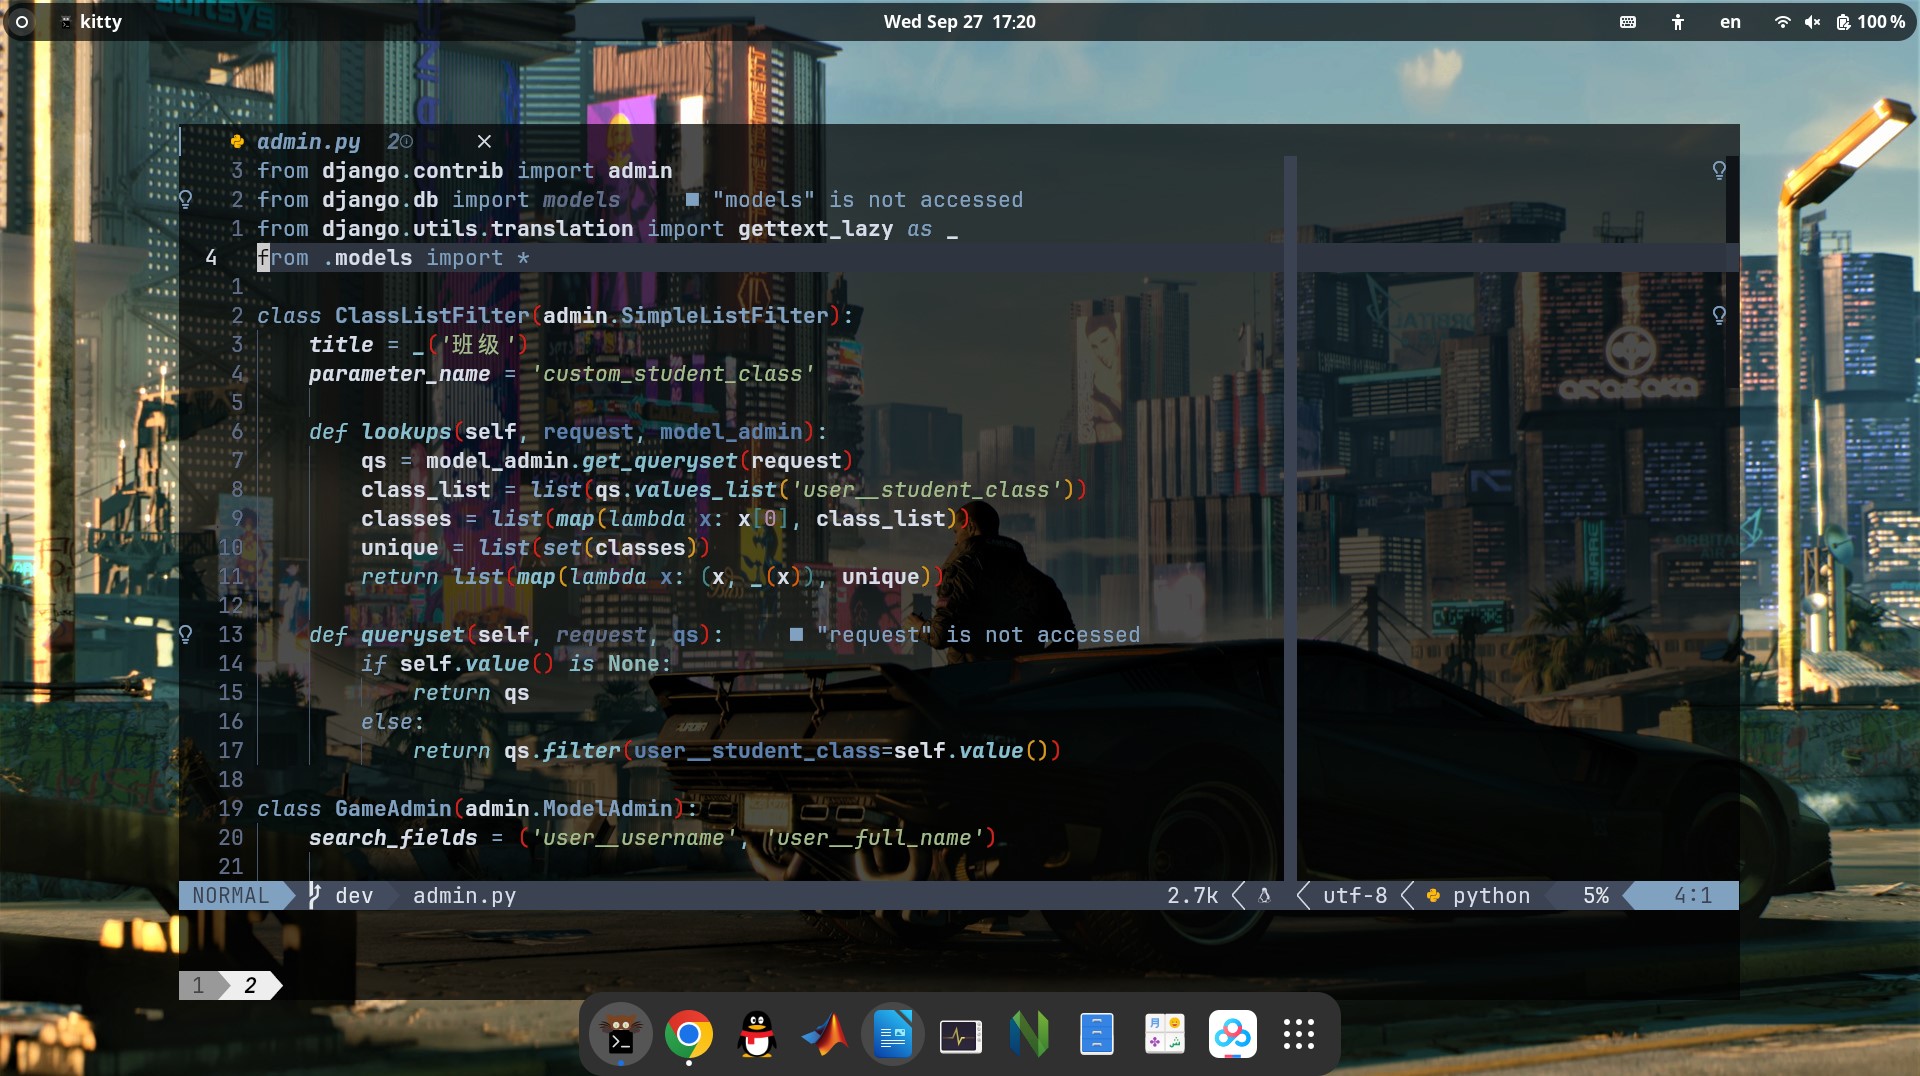 kitty
Wed Sep 27 17:20
en
100 %
admin.py 2
3 from django.contrib import admin
2 from django.db import models ■ "models" is not accessed
1 from django.utils.translation import gettext_lazy as _
4 from .models import *
1
2 class ClassListFilter(admin.SimpleListFilter):
3 title = _('班级')
4 parameter_name = 'custom_student_class'
5
6 def lookups(self, request, model_admin):
7 qs = model_admin.get_queryset(request)
8 class_list = list(qs.values_list('user__student_class'))
9 classes = list(map(lambda x: x[0], class_list))
10 unique = list(set(classes))
11 return list(map(lambda x: (x, _(x)), unique))
12
13 def queryset(self, request, qs): ■ "request" is not accessed
14 if self.value() is None:
15 return qs
16 else:
17 return qs.filter(user__student_class=self.value())
18
19 class GameAdmin(admin.ModelAdmin):
20 search_fields = ('user__username', 'user__full_name')
21
NORMAL dev admin.py 2.7k utf-8 python 5% 4:1
1 2
ARASAKA